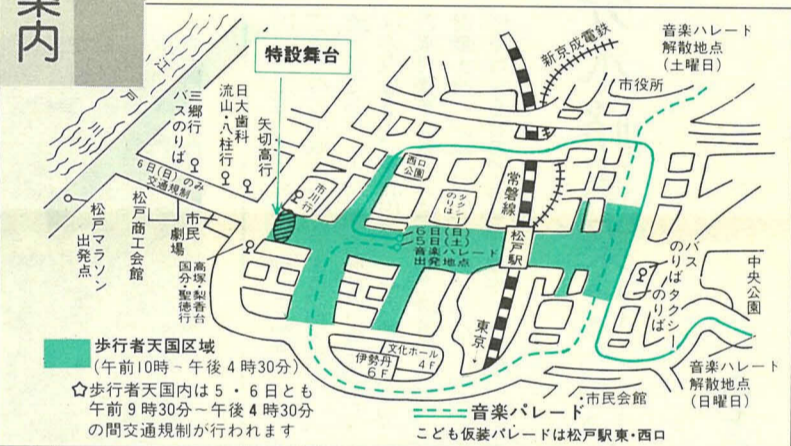 案内
特設舞台
新京成電鉄
音楽パレード
解散地点
(土曜日)
市役所
江戸川
三郷行
バスのりば
日大歯科
流山・八柱行
矢切高行
6日(日)のみ
交通規制
市川行
西口
公園
タクシー
のりば
常磐線
松戸駅
6日(日)
5日(土)
音楽パレード
出発地点
松戸マラソン
出発点
松戸商工会館
市民
劇場
高塚・梨香台
国分・聖徳行
バス
のりば
タクシー
のりば
中央公園
東京・
文化ホール
4F
伊勢丹
6F
・市民会館
音楽パレード
解散地点
(日曜日)
歩行者天国区域
(午前10時~午後4時30分)
☆歩行者天国内は5・6日とも
午前9時30分~午後4時30分
の間交通規制が行われます
音楽パレード
こども仮装パレードは松戸駅東・西口